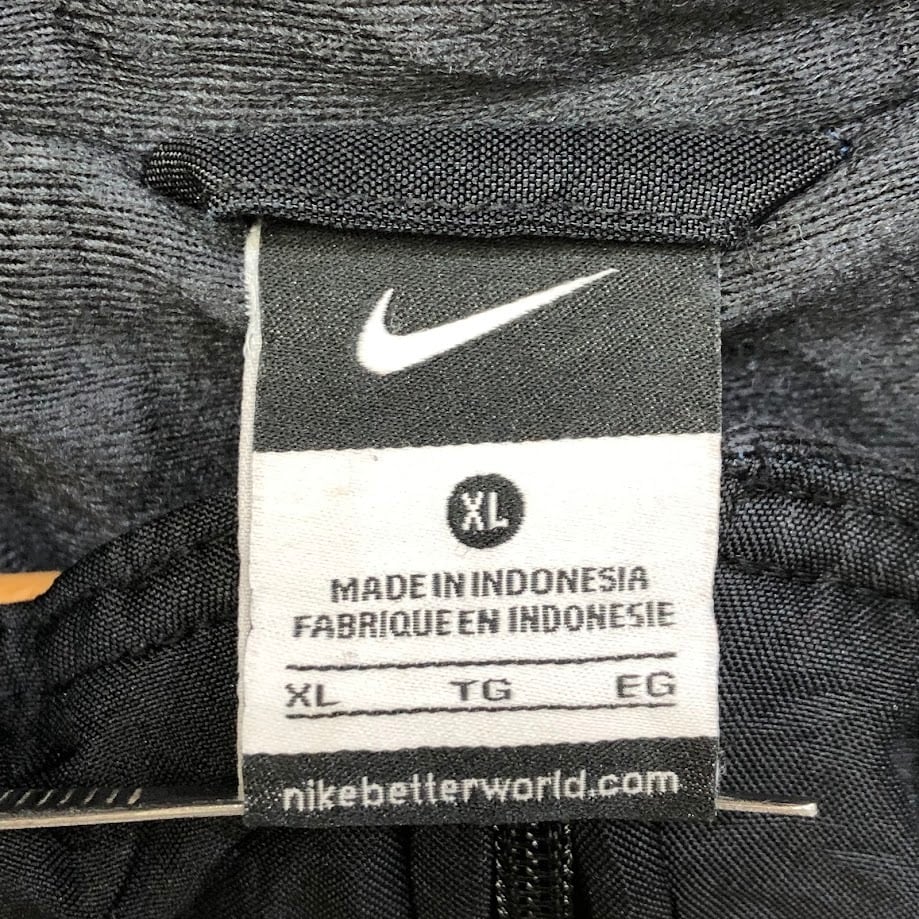 XL
MADE IN INDONESIA
FABRIQUE EN INDONESIE
XL TG EG
nikebetterworld.com